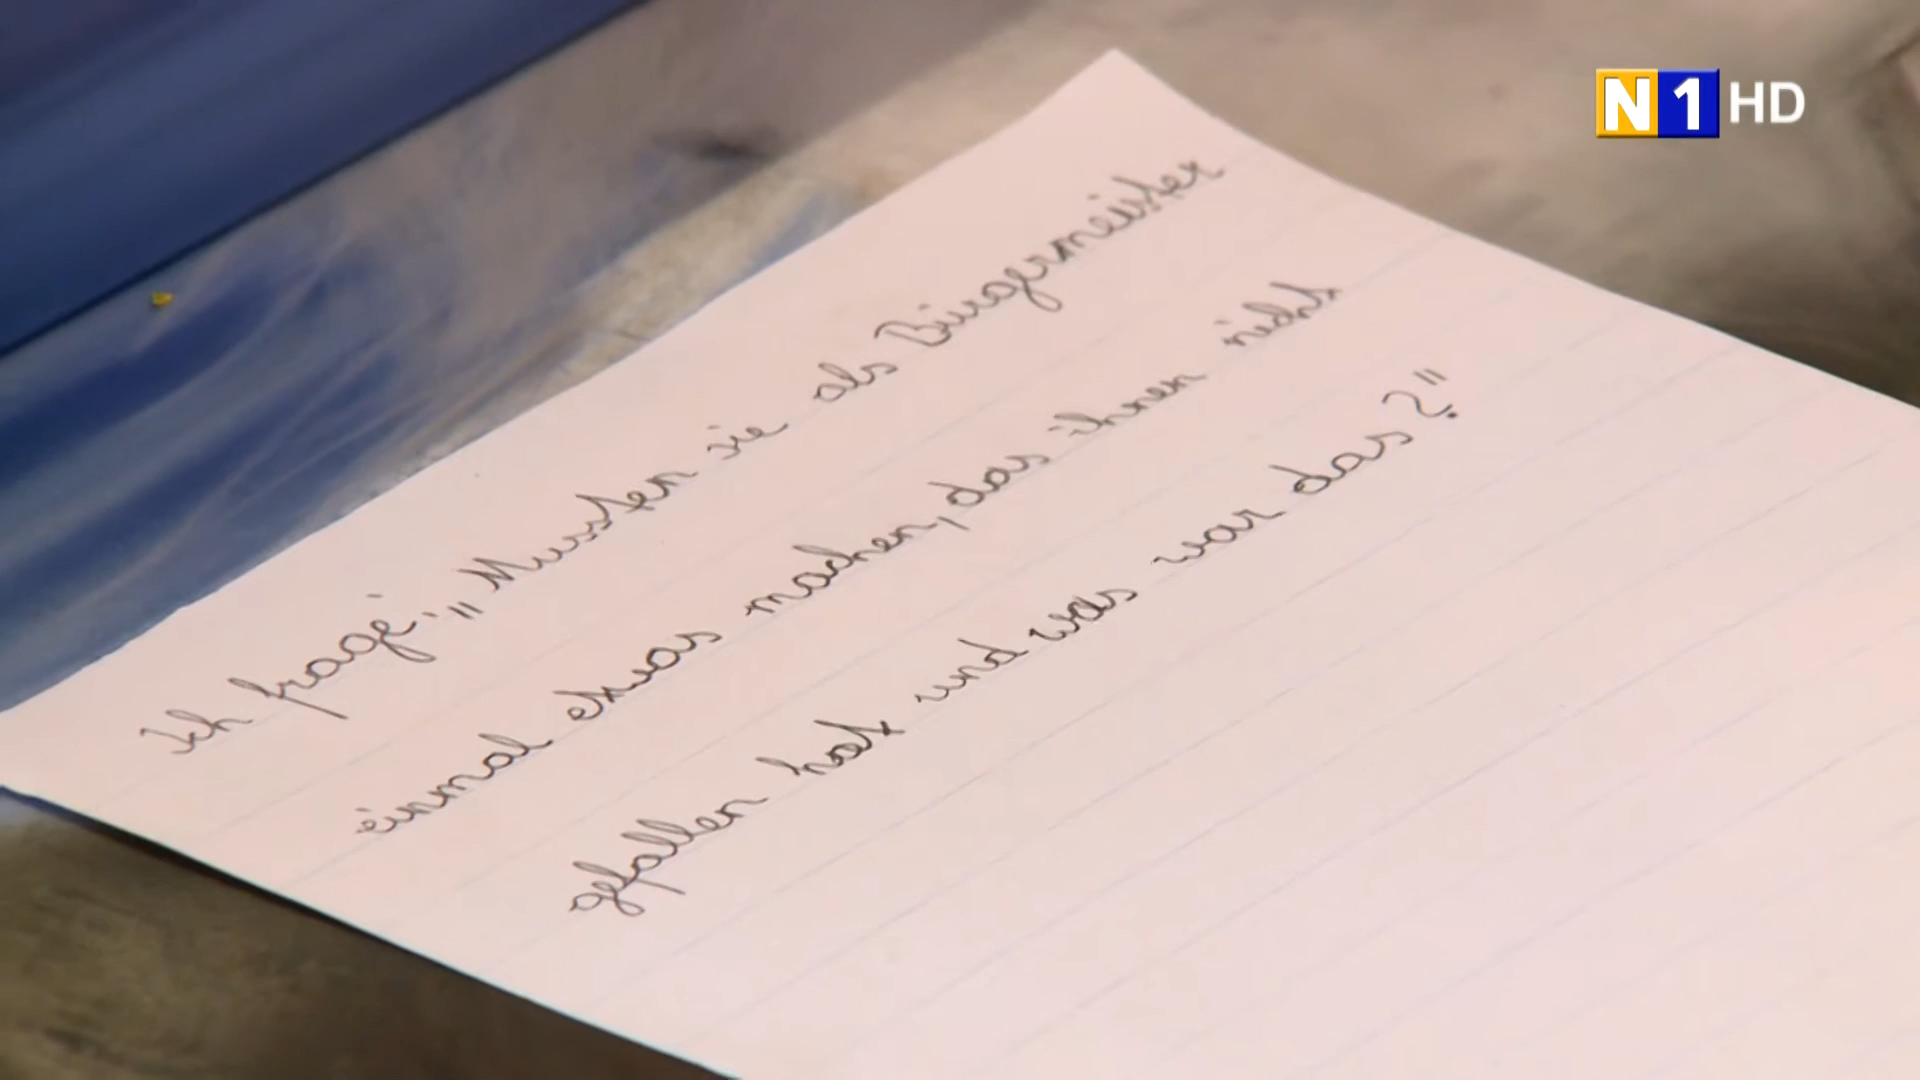 N1 HD
Ich frage: „Mussten sie als Bürgermeister
einmal etwas machen, das ihnen nicht
gefallen hat und was war das?"